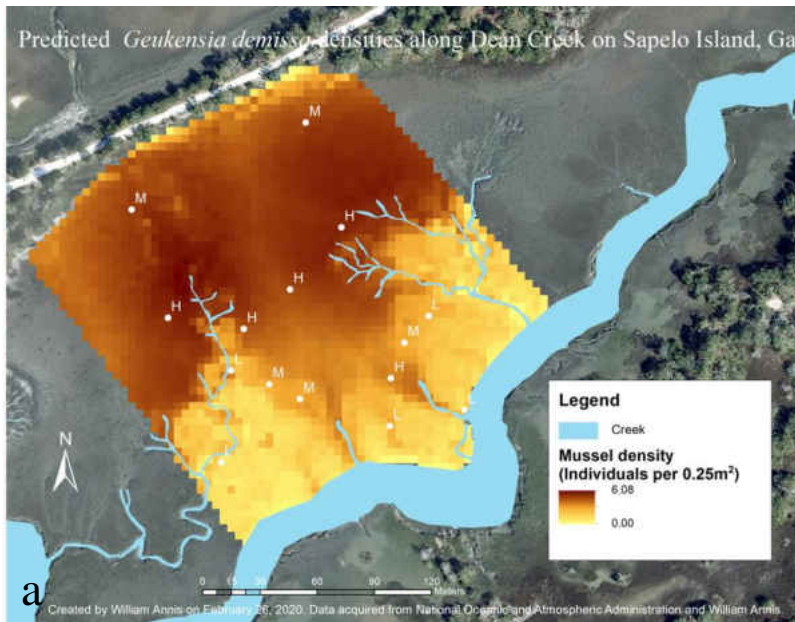 Predicted Geukensia demissa densities along Dean Creek on Sapelo Island, Ga
M
M
H
H
H
H
L
M
L
M
M
H
L
L
N
Legend
Creek
Mussel density
(Individuals per 0.25m²)
6.08
0.00
a
0 15 30 60 90 120
Meters
Created by William Annis on February 26, 2020. Data acquired from National Oceanic and Atmospheric Administration and William Annis